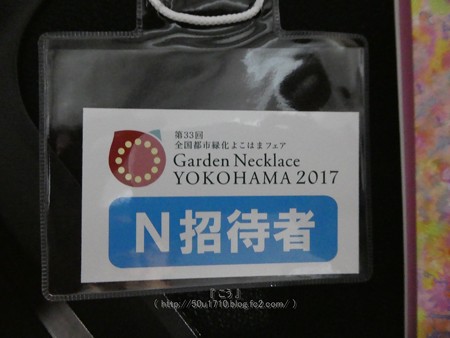 第33回
全国都市緑化よこはまフェア
Garden Necklace
YOKOHAMA 2017
N招待者
『こう』
( http://50u1710.blog.fc2.com/ )